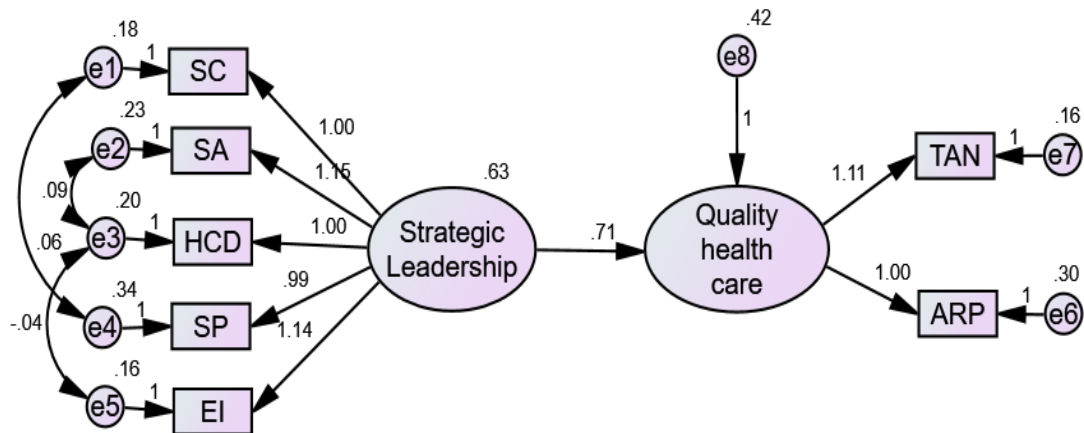 .42
.18
e1
1
SC
e8
.23
1.00
1
e2
1
SA
1.15
.16
TAN
1
e7
.09
.20
.63
1.11
e3
1
HCD
1.00
Strategic
Leadership
.71
Quality
health
care
.06
.99
1.00
.34
.30
e4
1
SP
1.14
ARP
1
e6
-.04
.16
e5
1
EI